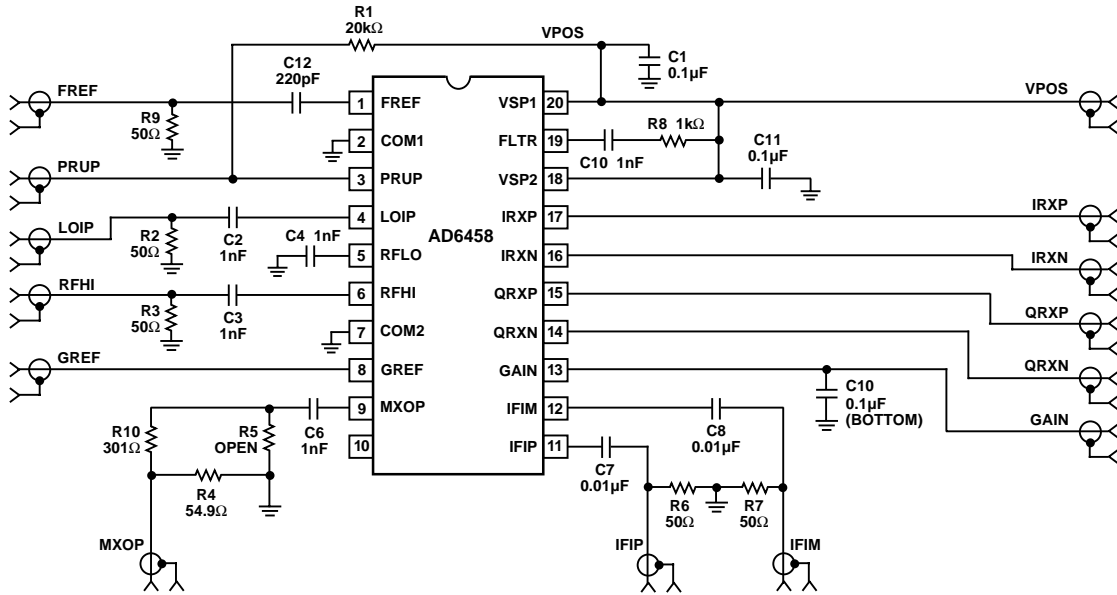 R1
20kΩ
VPOS
C1
0.1µF
C12
220pF
FREF
R9
50Ω
1 FREF
VSP1 20
VPOS
2 COM1
FLTR 19
C10 1nF
R8 1kΩ
C11
0.1µF
PRUP
3 PRUP
VSP2 18
LOIP
R2
50Ω
C2
1nF
4 LOIP
IRXP 17
IRXP
AD6458
C4 1nF
5 RFLO
IRXN 16
IRXN
RFHI
R3
50Ω
C3
1nF
6 RFHI
QRXP 15
QRXP
7 COM2
QRXN 14
QRXN
GREF
8 GREF
GAIN 13
C10
0.1µF
(BOTTOM)
GAIN
R10
301Ω
R5
OPEN
C6
1nF
9 MXOP
IFIM 12
C8
0.01µF
10
IFIP 11
C7
0.01µF
R4
54.9Ω
R6
50Ω
R7
50Ω
MXOP
IFIP
IFIM